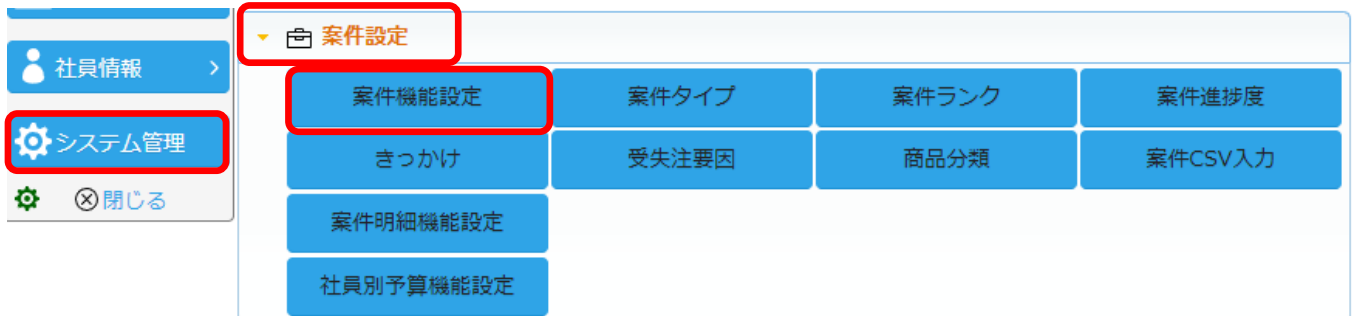 社員情報
システム管理
閉じる
案件設定
案件機能設定
案件タイプ
案件ランク
案件進捗度
きっかけ
受失注要因
商品分類
案件CSV入力
案件明細機能設定
社員別予算機能設定